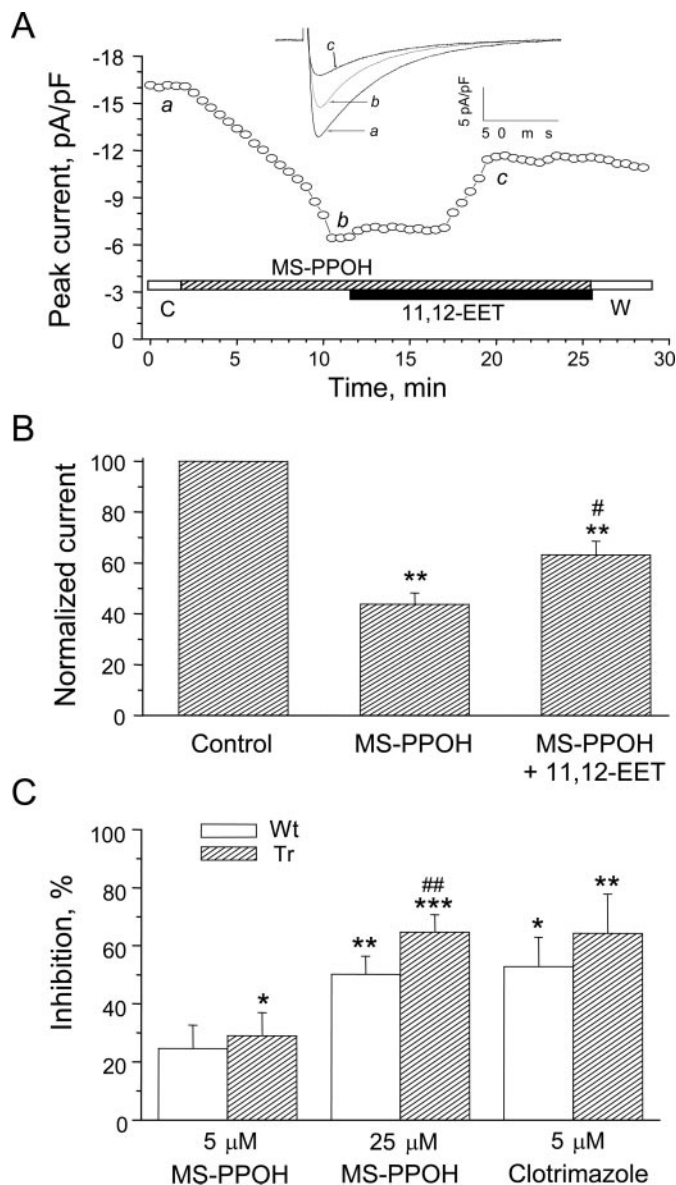 A
-18
-15
-12
-9
-6
-3
0
Peak current, pA/pF
a
b
c
c
b
a
5 pA/pF
5 0 m s
MS-PPOH
C
11,12-EET
W
0 5 10 15 20 25 30
Time, min
B
100
80
60
40
20
0
Normalized current
**
#
**
Control
MS-PPOH
MS-PPOH
+ 11,12-EET
C
100
80
60
40
20
0
Inhibition, %
Wt
Tr
*
**
##
***
*
**
5 μM
MS-PPOH
25 μM
MS-PPOH
5 μM
Clotrimazole